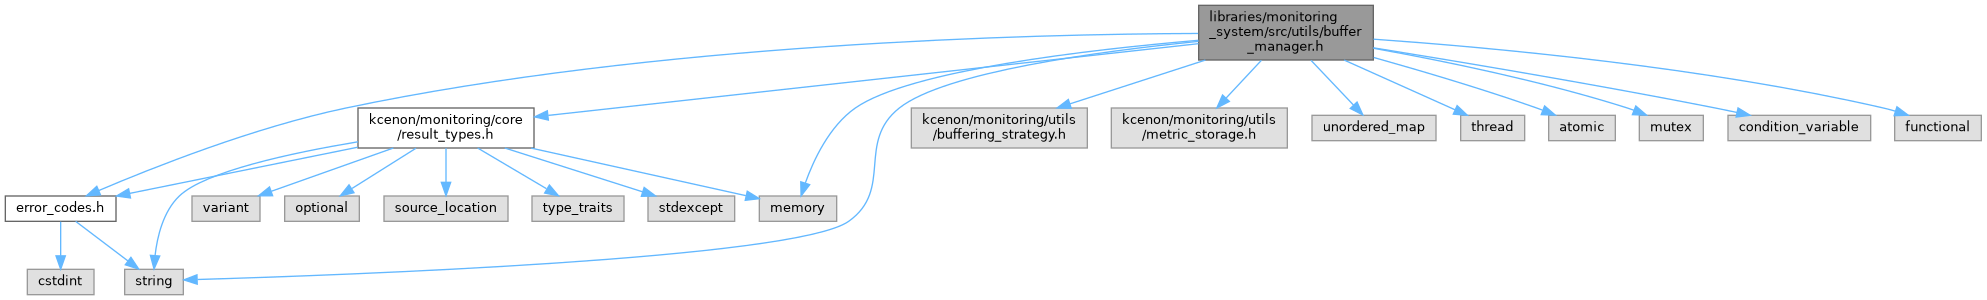 libraries/monitoring
_system/src/utils/buffer
_manager.h
kcenon/monitoring/core
/result_types.h
kcenon/monitoring/utils
/buffering_strategy.h
kcenon/monitoring/utils
/metric_storage.h
unordered_map
thread
atomic
mutex
condition_variable
functional
error_codes.h
variant
optional
source_location
type_traits
stdexcept
memory
cstdint
string